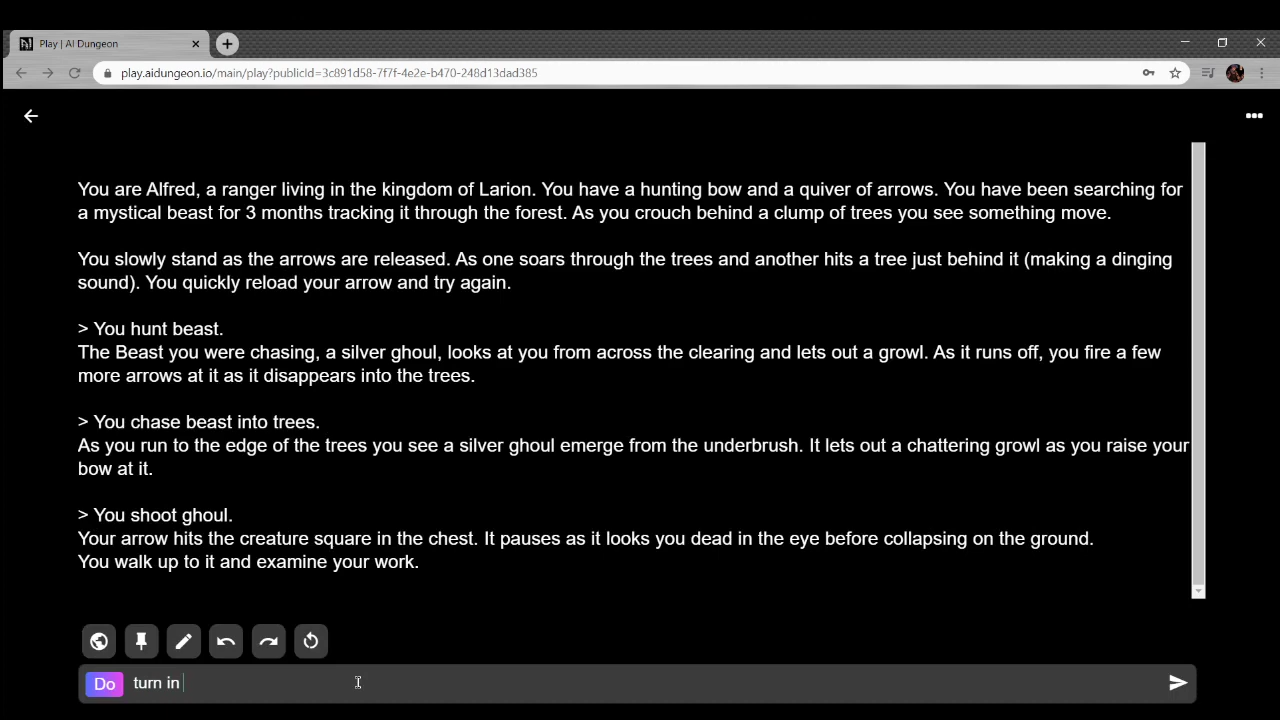 Play | AI Dungeon
play.aidungeon.io/main/play?publicId=3c891d58-7f7f-4e2e-b470-248d13dad385
You are Alfred, a ranger living in the kingdom of Larion. You have a hunting bow and a quiver of arrows. You have been searching for
a mystical beast for 3 months tracking it through the forest. As you crouch behind a clump of trees you see something move.
You slowly stand as the arrows are released. As one soars through the trees and another hits a tree just behind it (making a dinging
sound). You quickly reload your arrow and try again.
> You hunt beast.
The Beast you were chasing, a silver ghoul, looks at you from across the clearing and lets out a growl. As it runs off, you fire a few
more arrows at it as it disappears into the trees.
> You chase beast into trees.
As you run to the edge of the trees you see a silver ghoul emerge from the underbrush. It lets out a chattering growl as you raise your
bow at it.
> You shoot ghoul.
Your arrow hits the creature square in the chest. It pauses as it looks you dead in the eye before collapsing on the ground.
You walk up to it and examine your work.
Do turn in